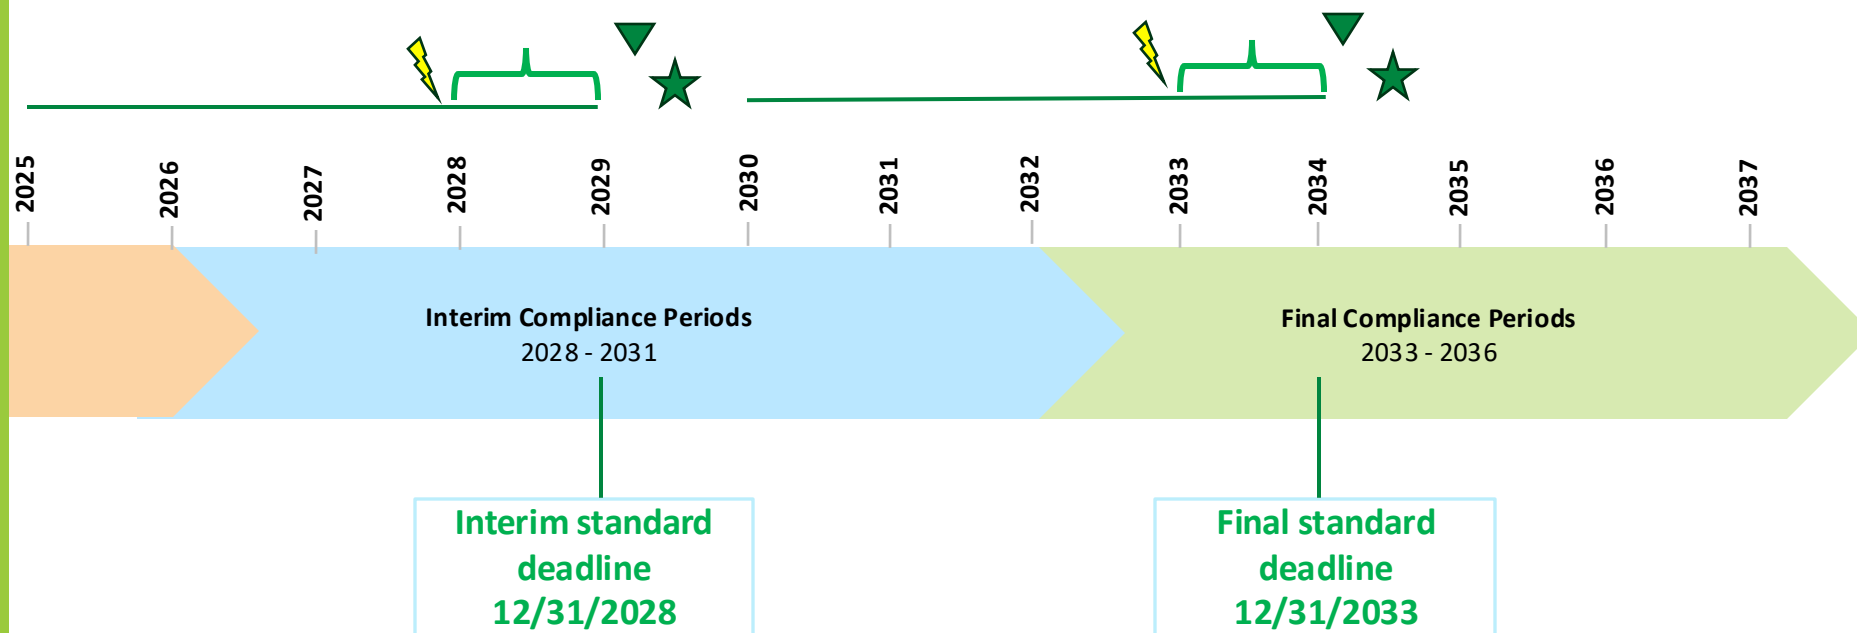 2025
2026
2027
2028
2029
2030
2031
2032
2033
2034
2035
2036
2037
Interim Compliance Periods
2028 - 2031
Final Compliance Periods
2033 - 2036
Interim standard
deadline
12/31/2028
Final standard
deadline
12/31/2033